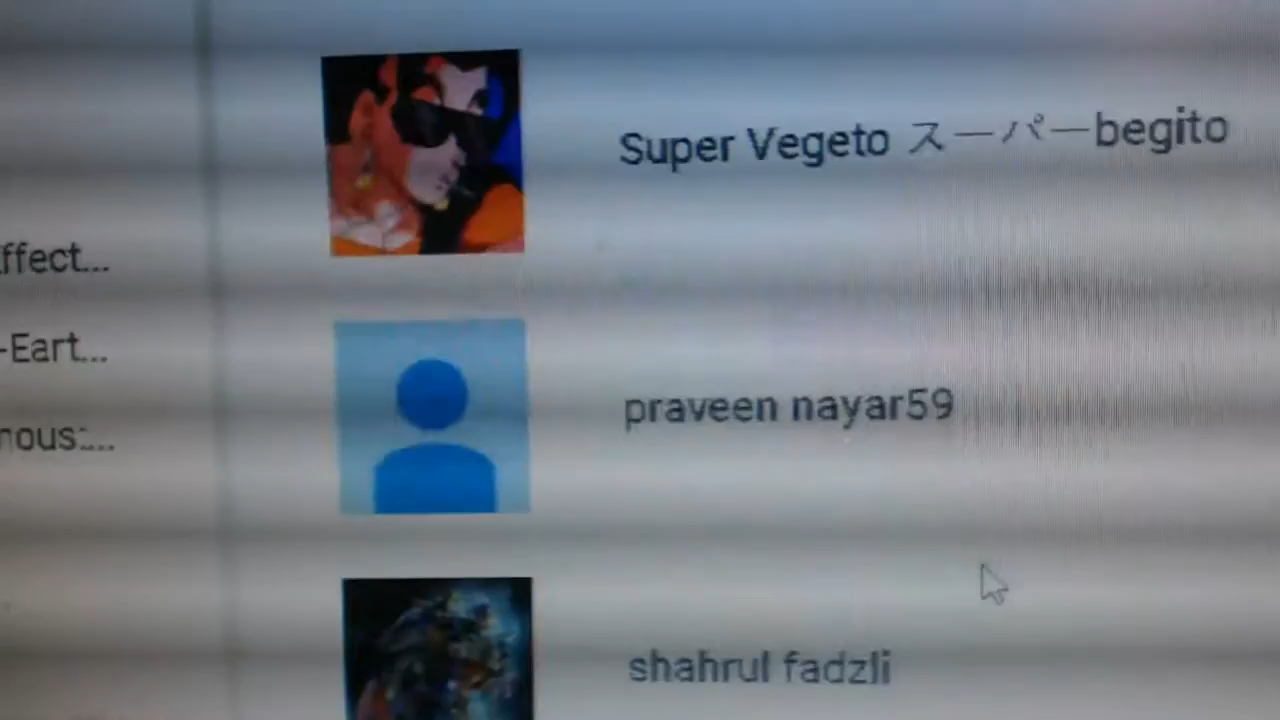 Super Vegeto スーパーbegito
ffect...
-Eart...
praveen nayar59
nous:...
shahrul fadzli